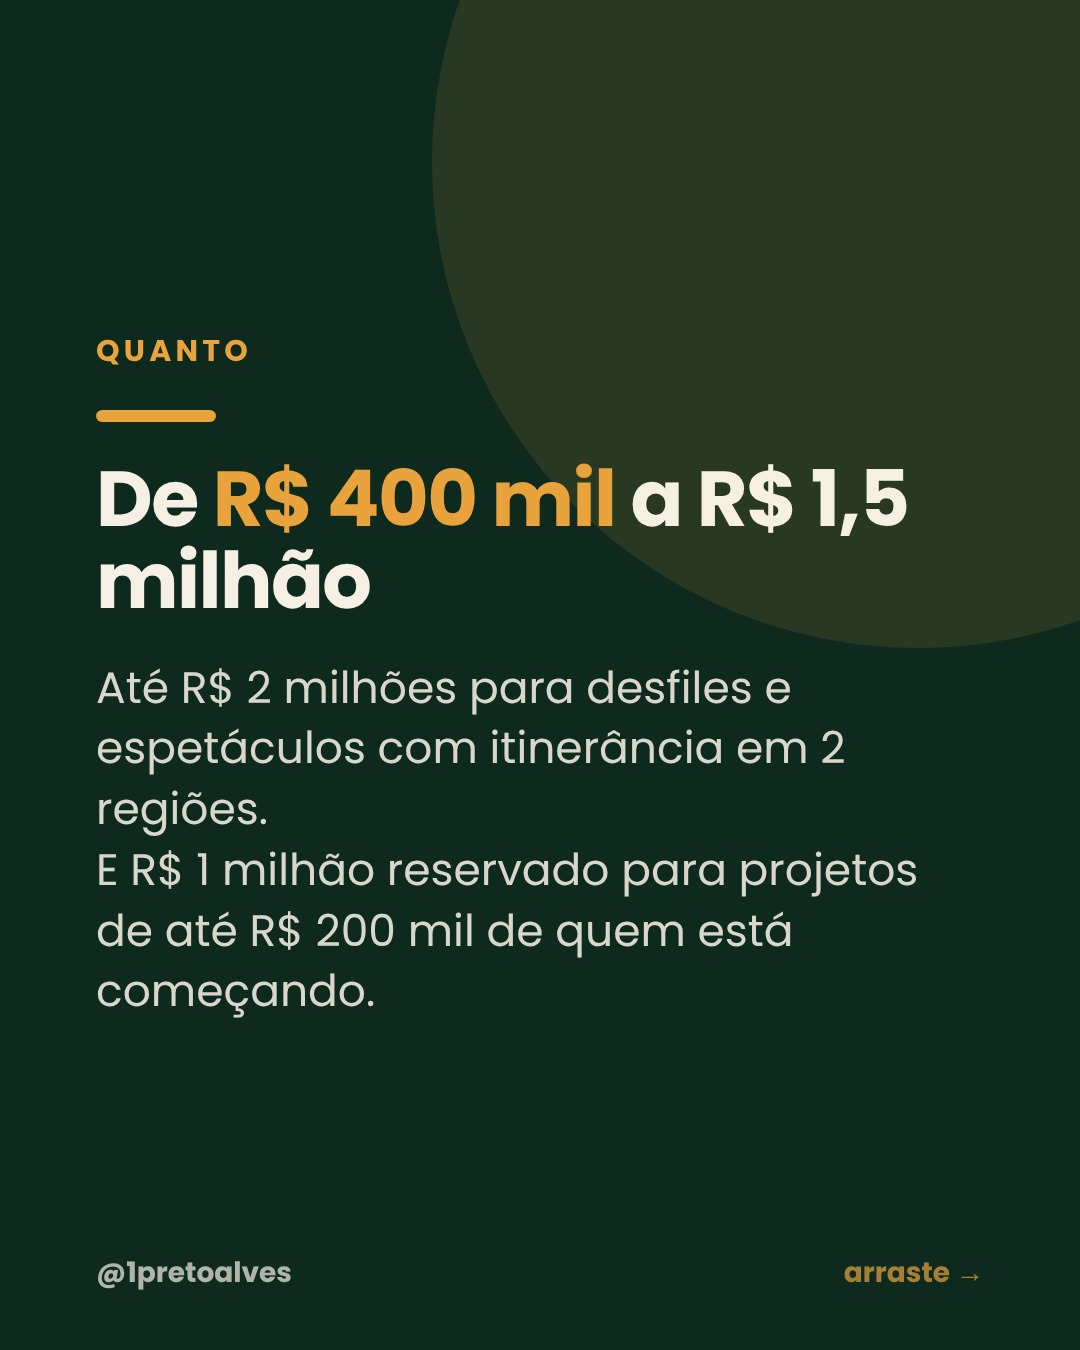 QUANTO
De R$ 400 mil a R$ 1,5
milhão
Até R$ 2 milhões para desfiles e
espetáculos com itinerância em 2
regiões.
E R$ 1 milhão reservado para projetos
de até R$ 200 mil de quem está
começando.
@1pretoalves
arraste →